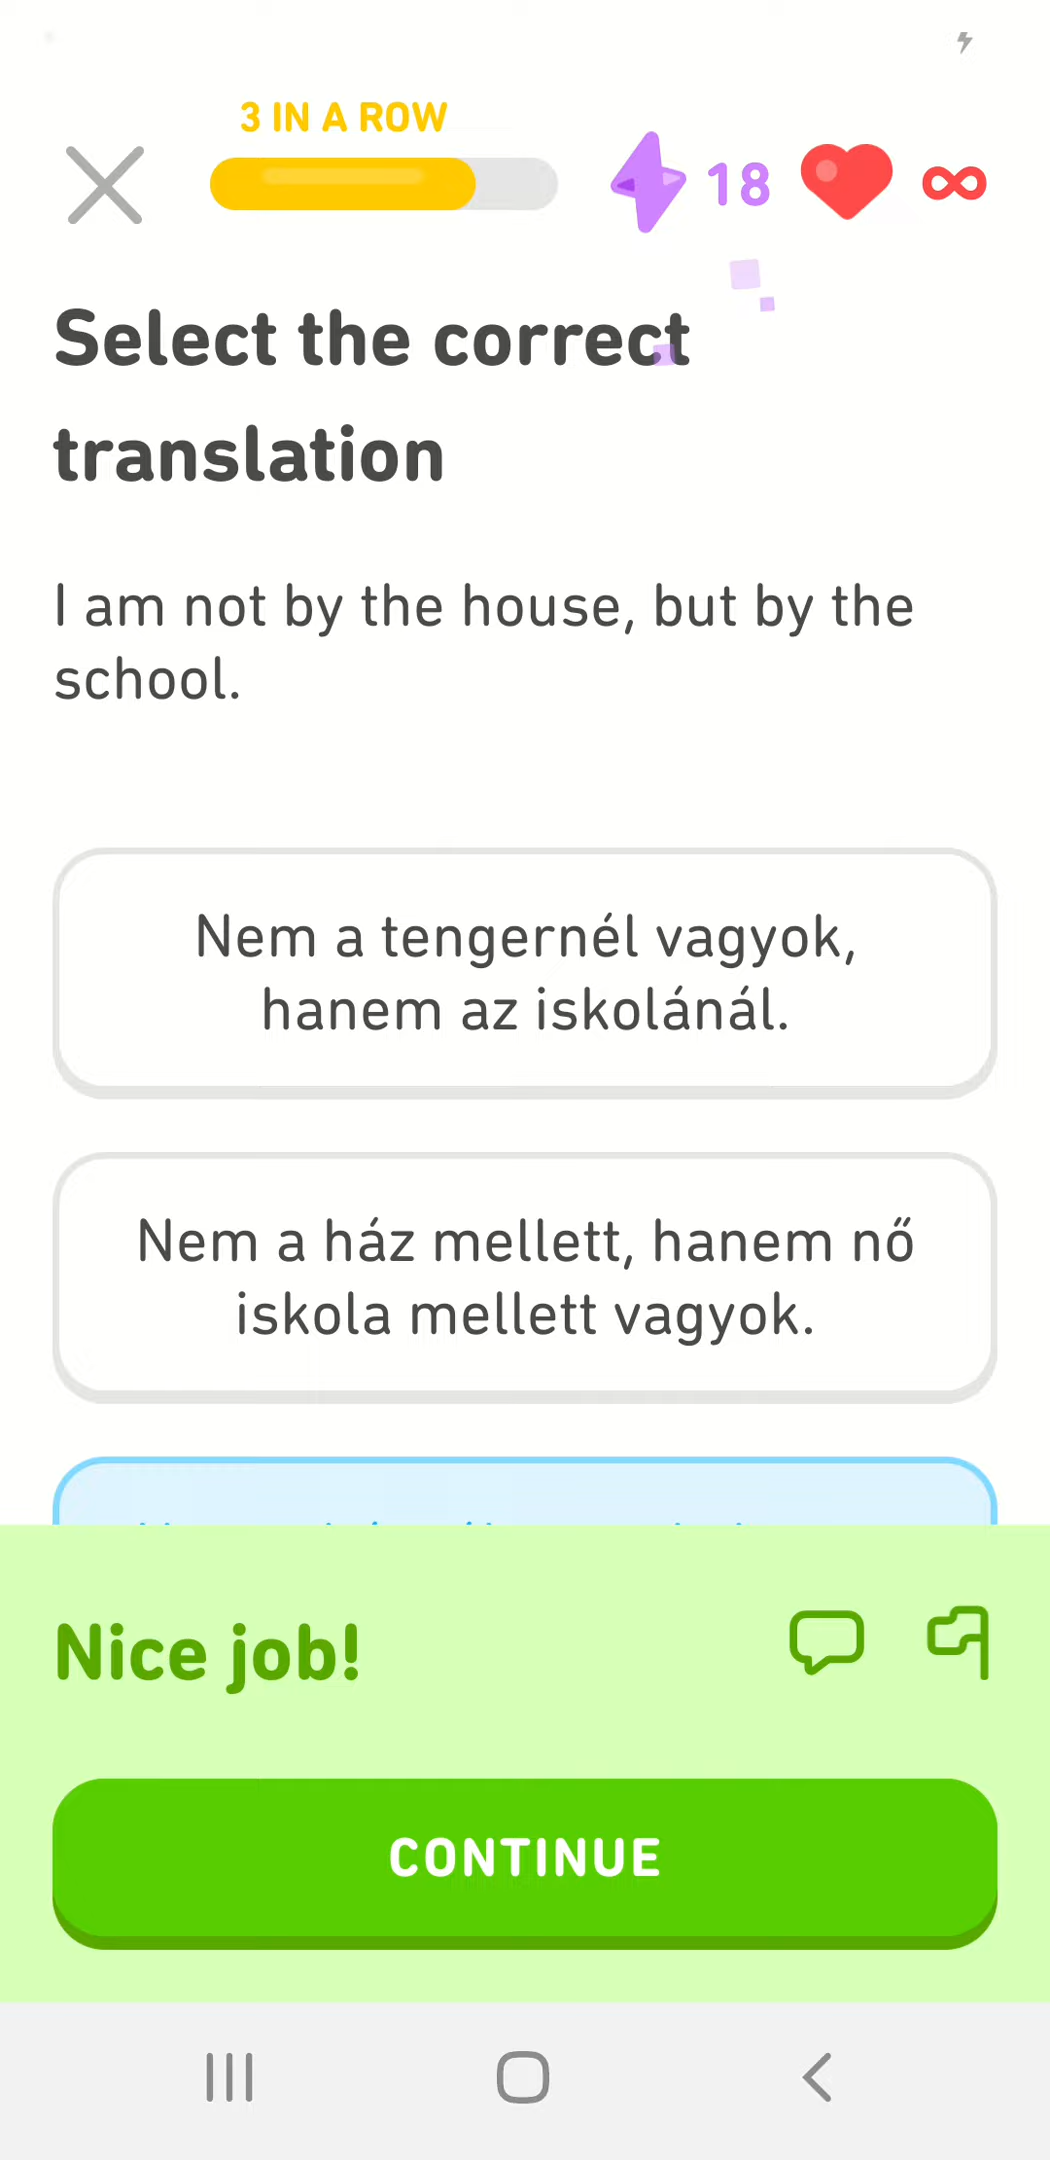 3 IN A ROW
18
Select the correct
translation
I am not by the house, but by the
school.
Nem a tengernél vagyok,
hanem az iskolánál.
Nem a ház mellett, hanem nő
iskola mellett vagyok.
Nice job!
CONTINUE